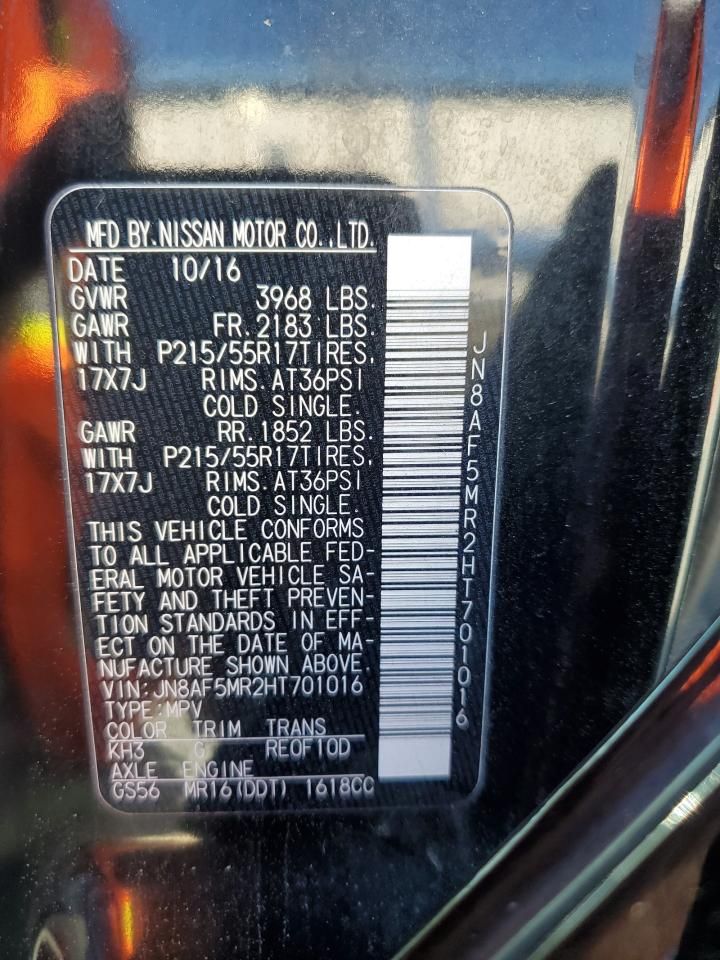 MFD BY.NISSAN MOTOR CO.,LTD.
DATE 10/16
GVWR 3968 LBS.
GAWR FR.2183 LBS.
WITH P215/55R17TIRES,
17X7J RIMS.AT36PSI
COLD SINGLE.
GAWR RR.1852 LBS.
WITH P215/55R17TIRES,
17X7J RIMS.AT36PSI
COLD SINGLE.
THIS VEHICLE CONFORMS
TO ALL APPLICABLE FED-
ERAL MOTOR VEHICLE SA-
FETY AND THEFT PREVEN-
TION STANDARDS IN EFF-
ECT ON THE DATE OF MA-
NUFACTURE SHOWN ABOVE.
VIN:JN8AF5MR2HT701016
TYPE:MPV
COLOR TRIM TRANS
KH3 G RE0F10D
AXLE ENGINE
GS56 MR16(DDT) 1618CC
JN8AF5MR2HT701016